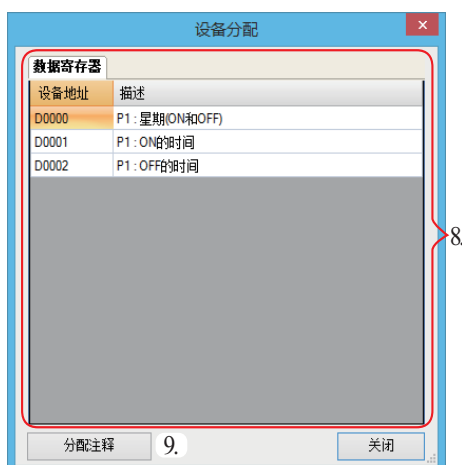 设备分配
数据寄存器
设备地址 描述
D0000 P1 : 星期(ON和OFF)
D0001 P1 : ON的时间
D0002 P1 : OFF的时间
8.
分配注释 9. 关闭